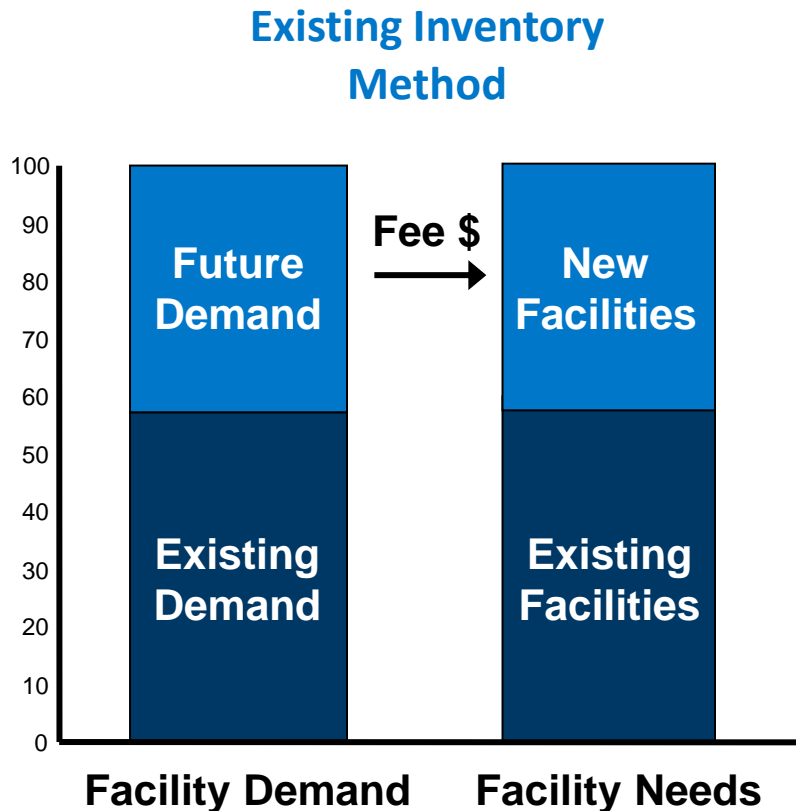 Existing Inventory
Method
100
90
80
70
60
50
40
30
20
10
0
Future
Demand
Fee $
New
Facilities
Existing
Demand
Existing
Facilities
Facility Demand
Facility Needs